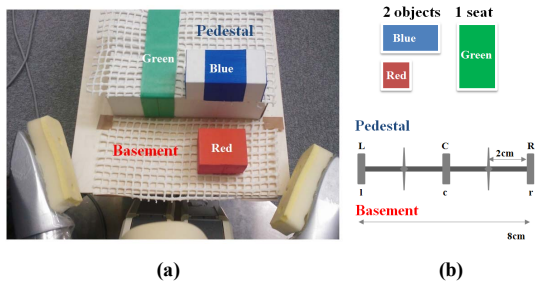 Pedestal
Green
Blue
Basement
Red
(a)
2 objects
1 seat
Blue
Green
Red
Pedestal
L
C
R
2cm
l
c
r
Basement
8cm
(b)